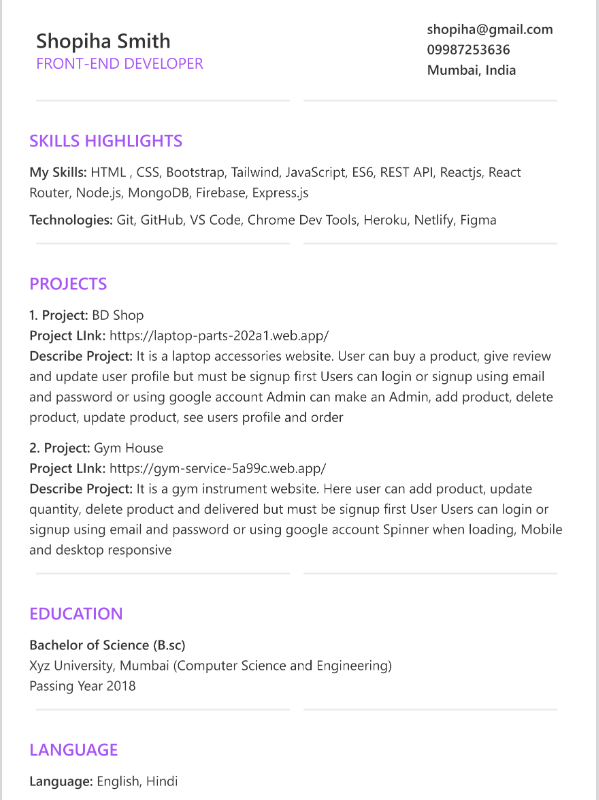 Shopiha Smith
FRONT-END DEVELOPER
shopiha@gmail.com
09987253636
Mumbai, India
SKILLS HIGHLIGHTS
My Skills: HTML , CSS, Bootstrap, Tailwind, JavaScript, ES6, REST API, Reactjs, React
Router, Node.js, MongoDB, Firebase, Express.js
Technologies: Git, GitHub, VS Code, Chrome Dev Tools, Heroku, Netlify, Figma
PROJECTS
1. Project: BD Shop
Project LInk: https://laptop-parts-202a1.web.app/
Describe Project: It is a laptop accessories website. User can buy a product, give review
and update user profile but must be signup first Users can login or signup using email
and password or using google account Admin can make an Admin, add product, delete
product, update product, see users profile and order
2. Project: Gym House
Project LInk: https://gym-service-5a99c.web.app/
Describe Project: It is a gym instrument website. Here user can add product, update
quantity, delete product and delivered but must be signup first User Users can login or
signup using email and password or using google account Spinner when loading, Mobile
and desktop responsive
EDUCATION
Bachelor of Science (B.sc)
Xyz University, Mumbai (Computer Science and Engineering)
Passing Year 2018
LANGUAGE
Language: English, Hindi